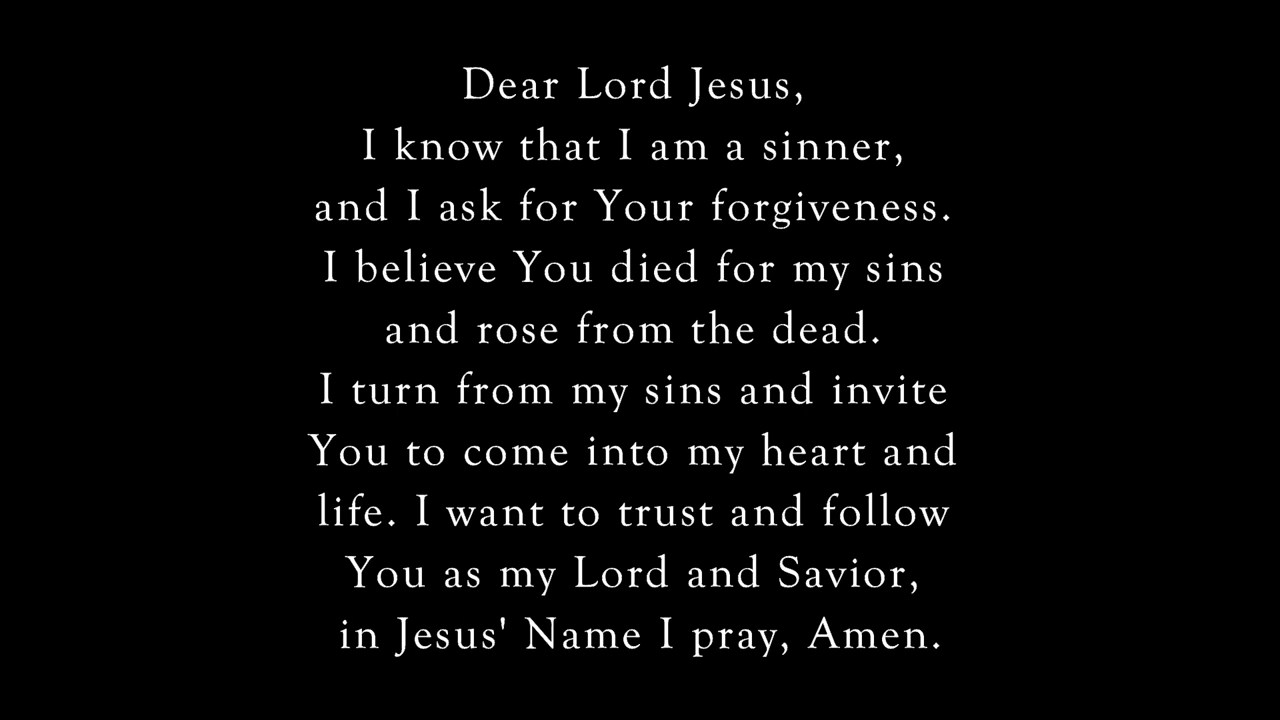 Dear Lord Jesus,
I know that I am a sinner,
and I ask for Your forgiveness.
I believe You died for my sins
and rose from the dead.
I turn from my sins and invite
You to come into my heart and
life. I want to trust and follow
You as my Lord and Savior,
in Jesus' Name I pray, Amen.